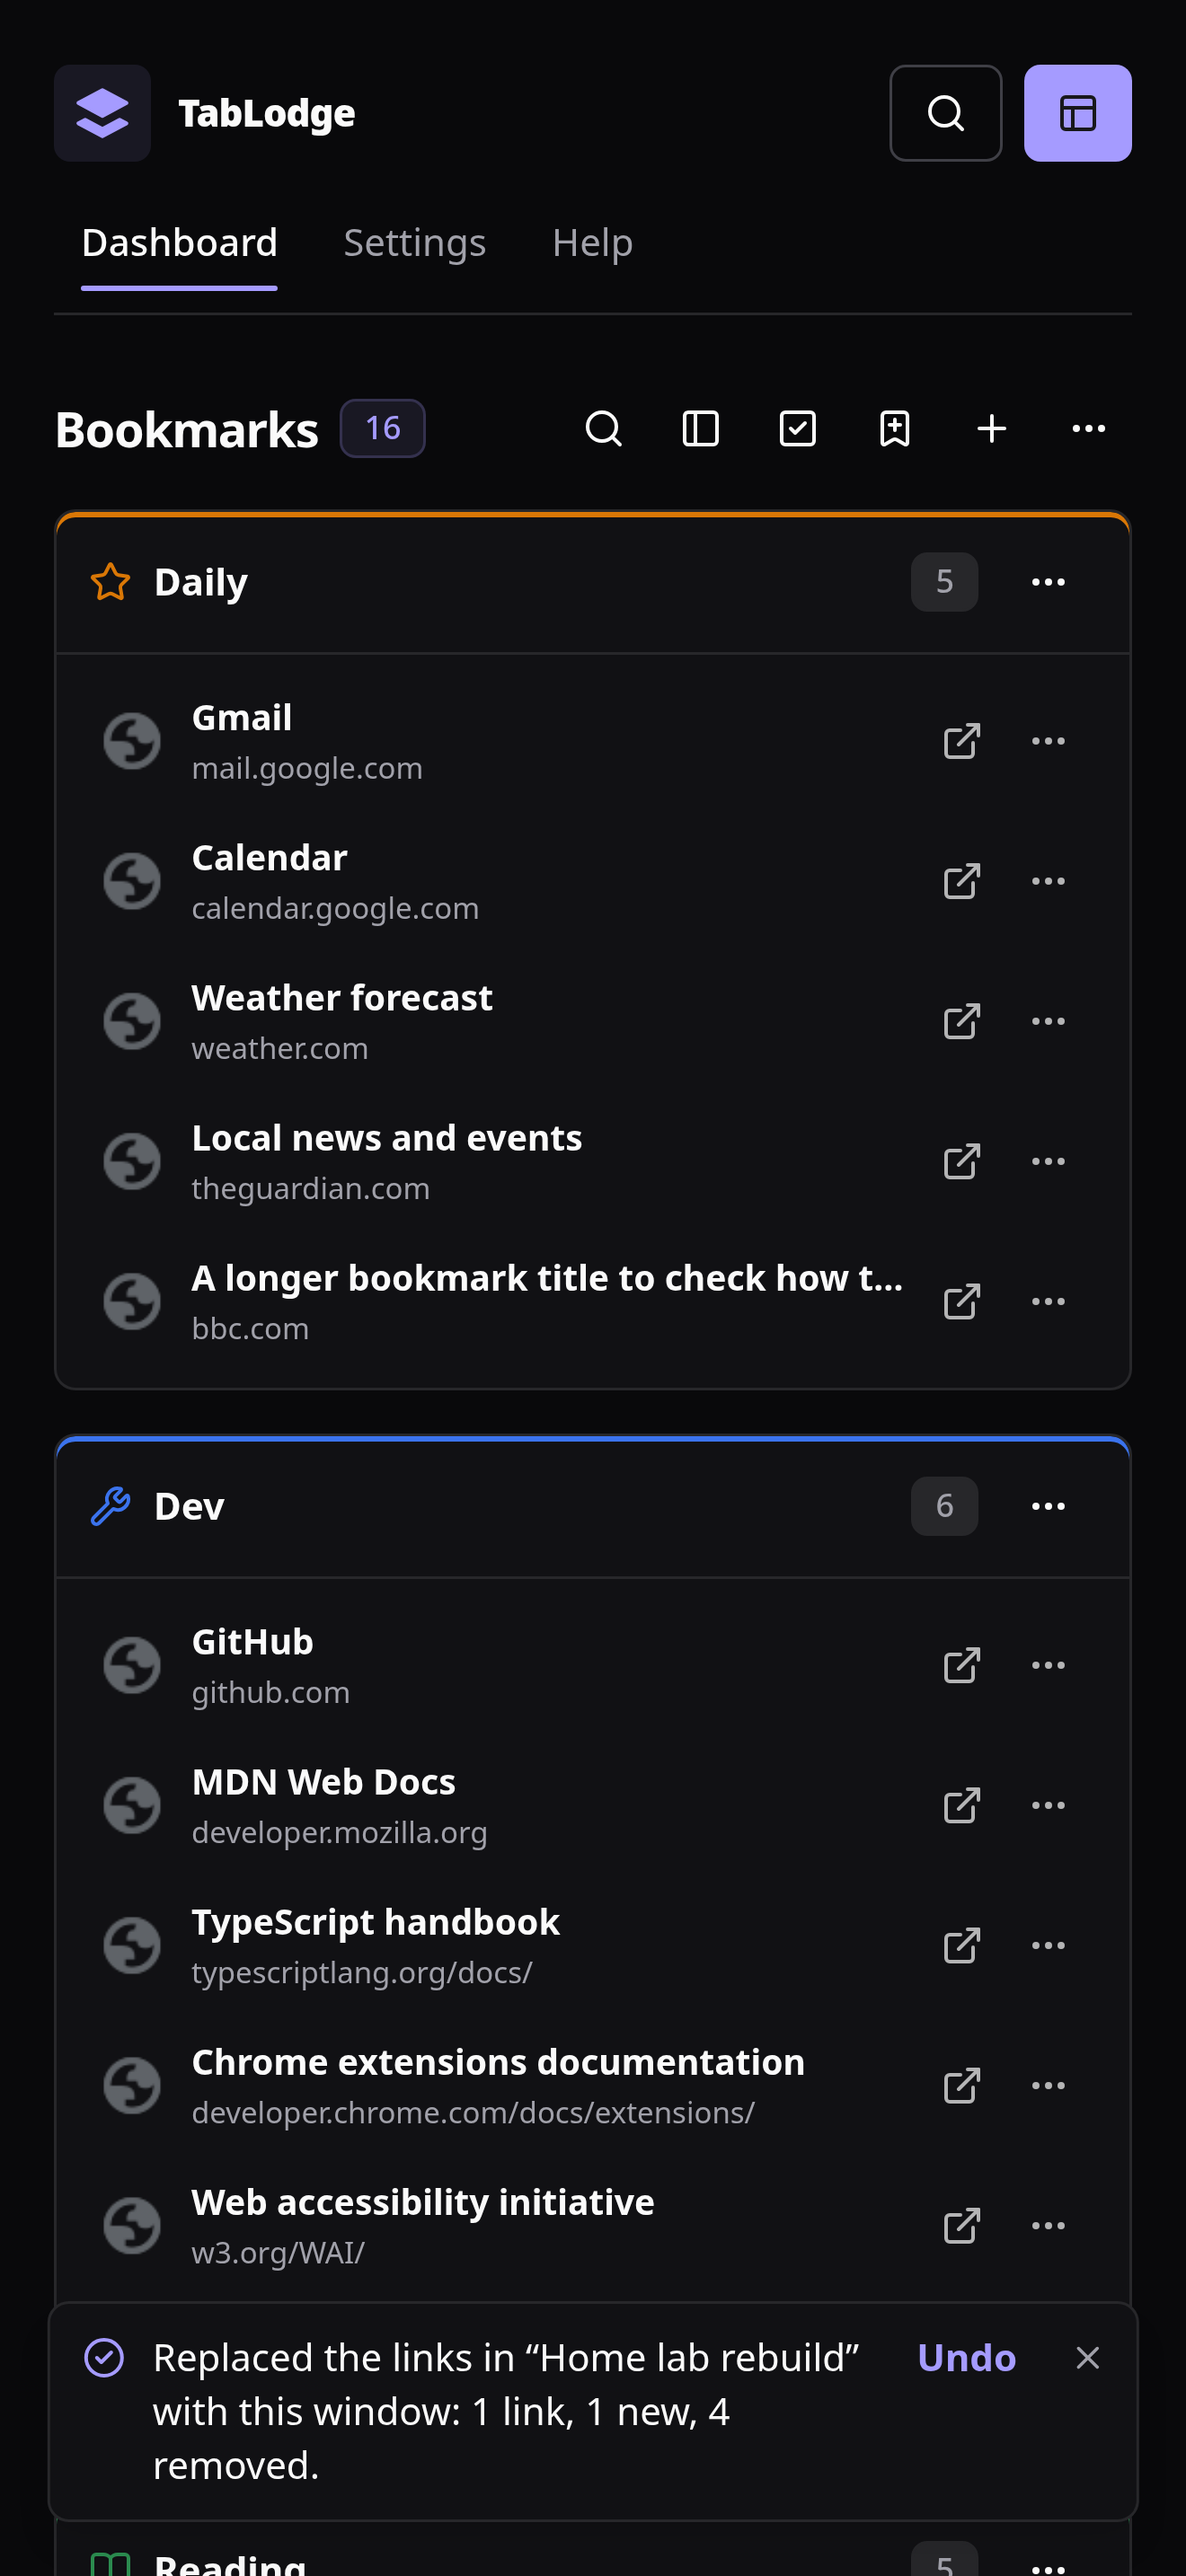 TabLodge
Dashboard Settings Help
Bookmarks 16
Daily 5
Gmail
mail.google.com
Calendar
calendar.google.com
Weather forecast
weather.com
Local news and events
theguardian.com
A longer bookmark title to check how t...
bbc.com
Dev 6
GitHub
github.com
MDN Web Docs
developer.mozilla.org
TypeScript handbook
typescriptlang.org/docs/
Chrome extensions documentation
developer.chrome.com/docs/extensions/
Web accessibility initiative
w3.org/WAI/
Replaced the links in “Home lab rebuild” Undo
with this window: 1 link, 1 new, 4
removed.
Reading 5